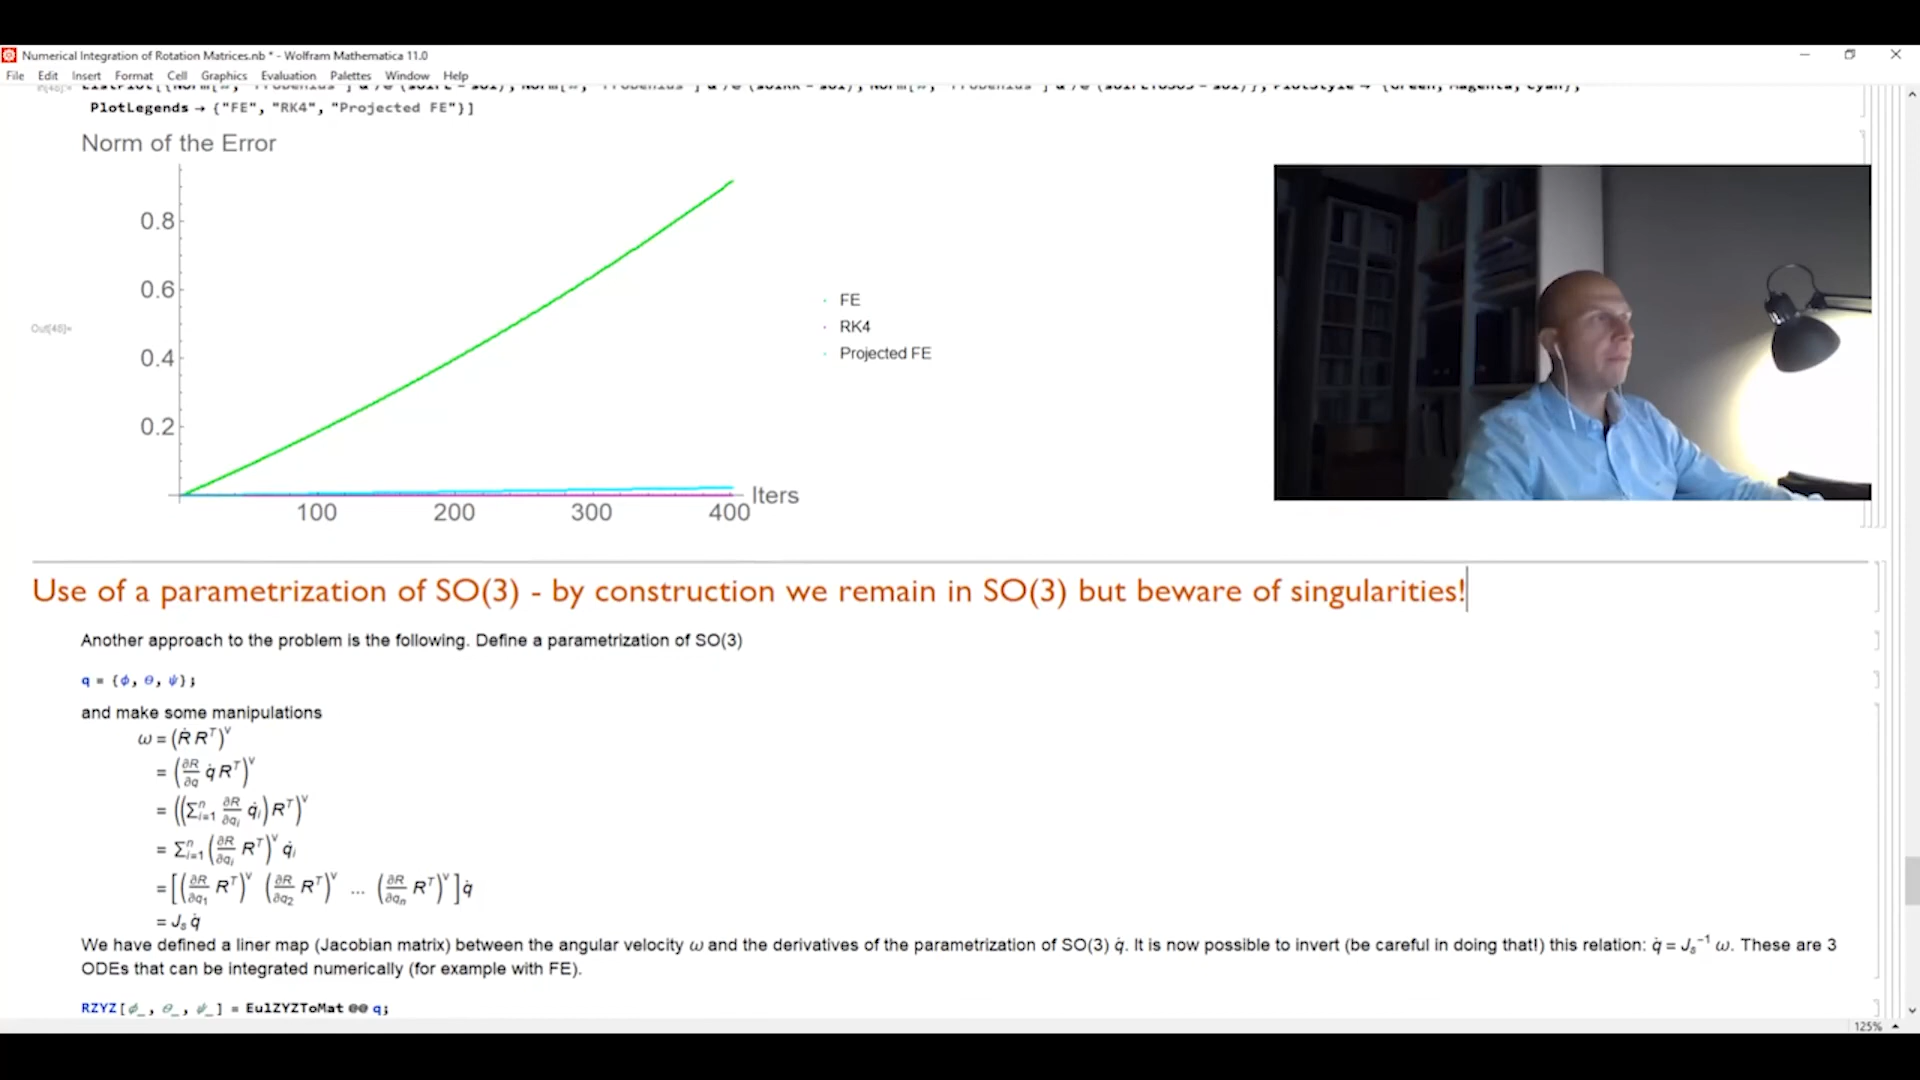 Numerical Integration of Rotation Matrices.nb * - Wolfram Mathematica 11.0
File Edit Insert Format Cell Graphics Evaluation Palettes Window Help
PlotLegends → {"FE", "RK4", "Projected FE"}]
Norm of the Error
0.8
0.6
0.4
0.2
100 200 300 400
Iters
Out[48]=
FE
RK4
Projected FE
Use of a parametrization of SO(3) - by construction we remain in SO(3) but beware of singularities!
Another approach to the problem is the following. Define a parametrization of SO(3)
q = {ϕ, θ, ψ};
and make some manipulations
ω = (Ṙ Rᵀ)ᵛ
= (∂R/∂q q̇ Rᵀ)ᵛ
= ((Σⁿᵢ₌₁ ∂R/∂qᵢ q̇ᵢ) Rᵀ)ᵛ
= Σⁿᵢ₌₁ (∂R/∂qᵢ Rᵀ)ᵛ q̇ᵢ
= [(∂R/∂q₁ Rᵀ)ᵛ (∂R/∂q₂ Rᵀ)ᵛ ... (∂R/∂qₙ Rᵀ)ᵛ] q̇
= Jₛ q̇
We have defined a liner map (Jacobian matrix) between the angular velocity ω and the derivatives of the parametrization of SO(3) q̇. It is now possible to invert (be careful in doing that!) this relation: q̇ = Jₛ⁻¹ ω. These are 3
ODEs that can be integrated numerically (for example with FE).
RZYZ[ϕ_, θ_, ψ_] = EulZYZToMat @@ q;
125%